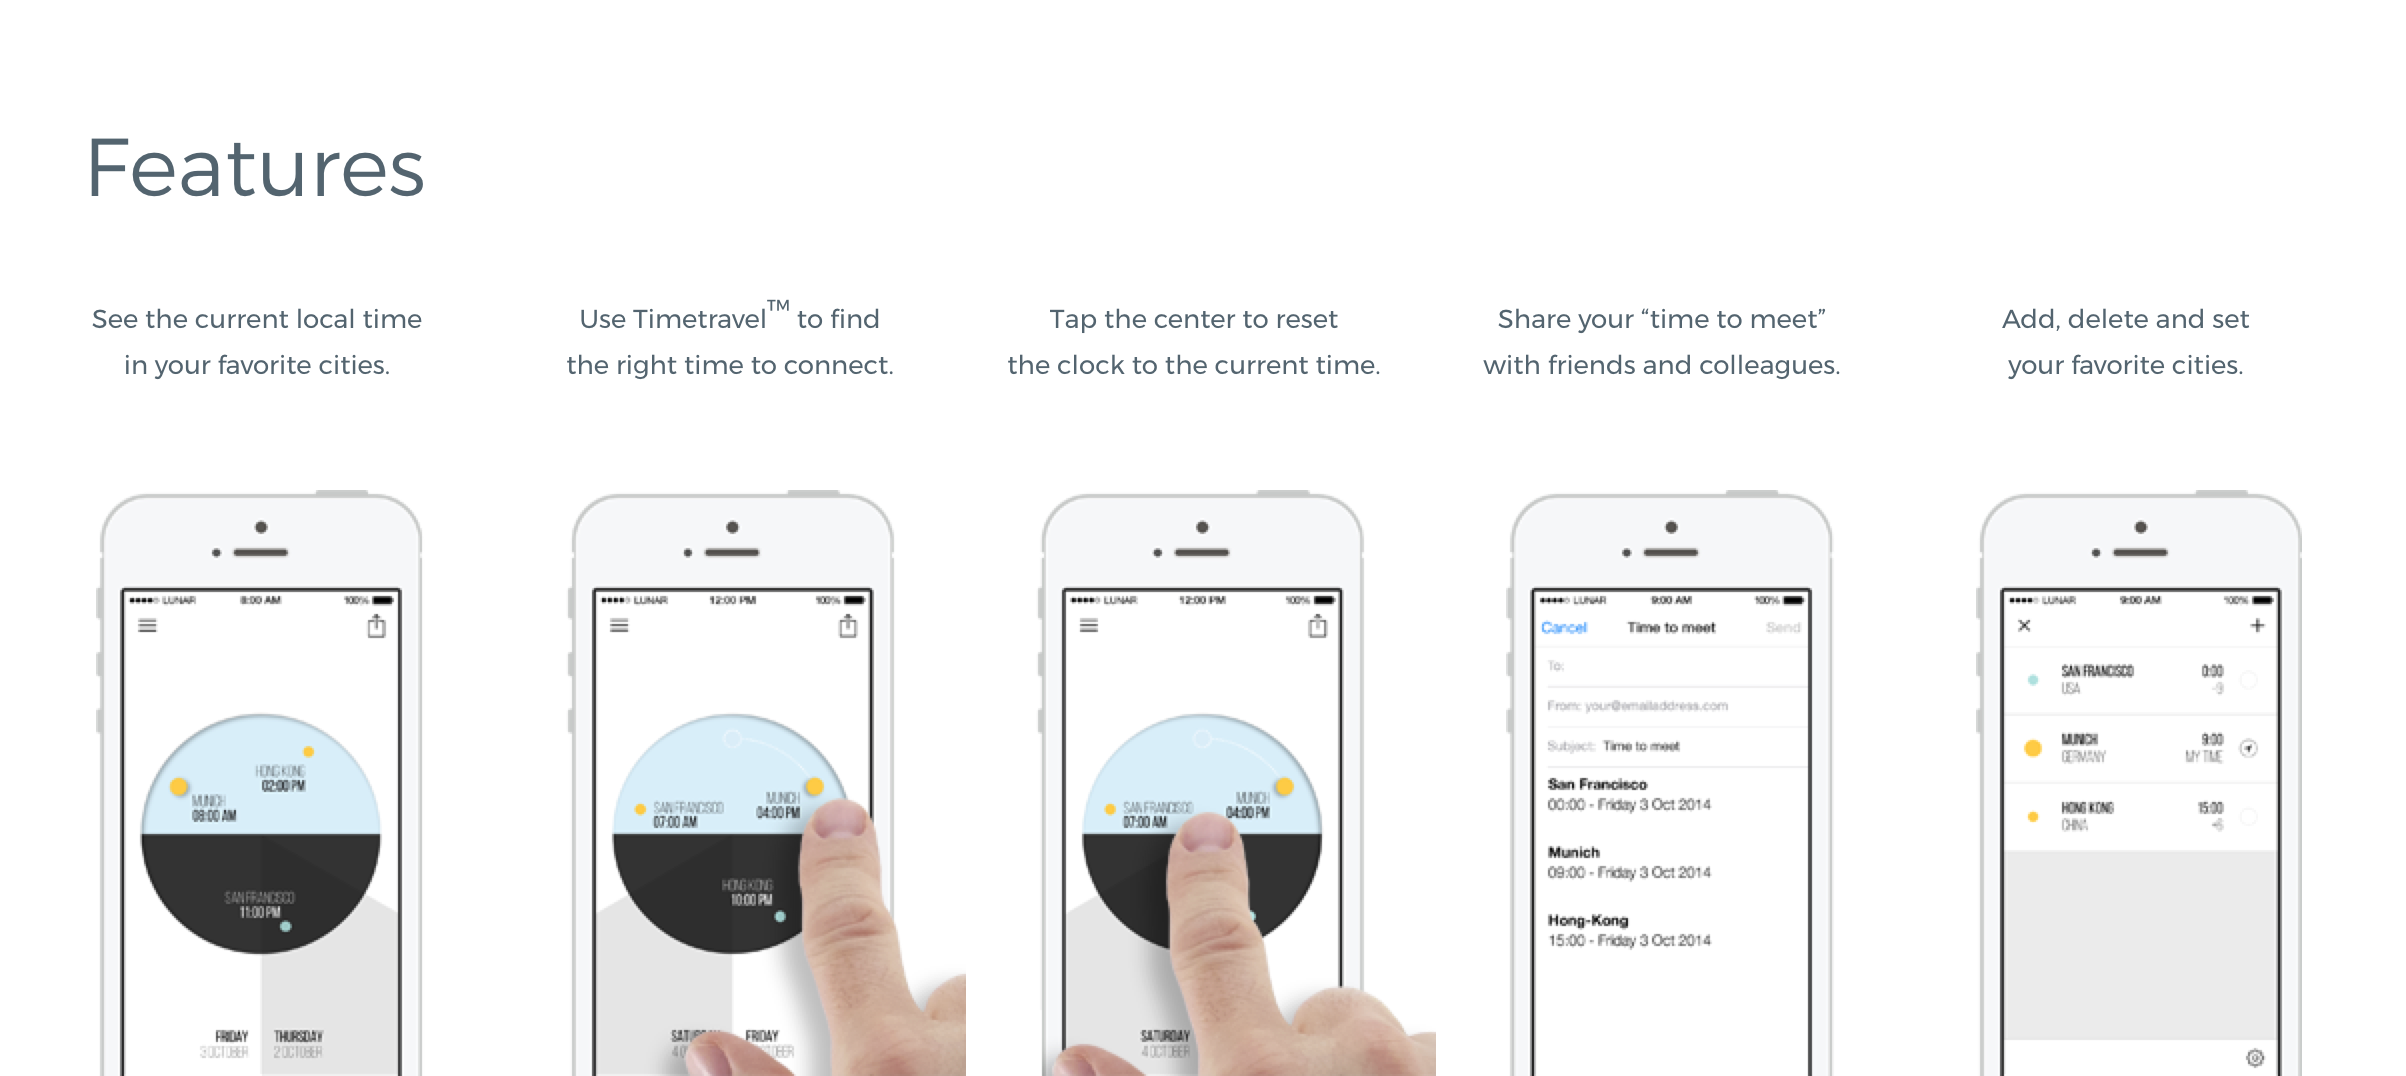 Features
See the current local time
in your favorite cities.
Use Timetravel™ to find
the right time to connect.
Tap the center to reset
the clock to the current time.
Share your “time to meet”
with friends and colleagues.
Add, delete and set
your favorite cities.
LUNAR 8:00 AM 100%
HONG KONG
02:00 PM
MUNICH
08:00 AM
SAN FRANCISCO
11:00 PM
FRIDAY THURSDAY
3 OCTOBER 2 OCTOBER
LUNAR 12:00 PM 100%
MUNICH
04:00 PM
SAN FRANCISCO
07:00 AM
HONG KONG
10:00 PM
FRIDAY
LUNAR 12:00 PM 100%
MUNICH
04:00 PM
SAN FRANCISCO
07:00 AM
SATURDAY
4 OCTOBER
LUNAR 9:00 AM 100%
Cancel Time to meet Send
To:
From: your@emailaddress.com
Subject: Time to meet
San Francisco
00:00 - Friday 3 Oct 2014
Munich
09:00 - Friday 3 Oct 2014
Hong-Kong
15:00 - Friday 3 Oct 2014
LUNAR 9:00 AM 100%
SAN FRANCISCO 0:00
USA -9
MUNICH 9:00
GERMANY MY TIME
HONG KONG 15:00
CHINA +6